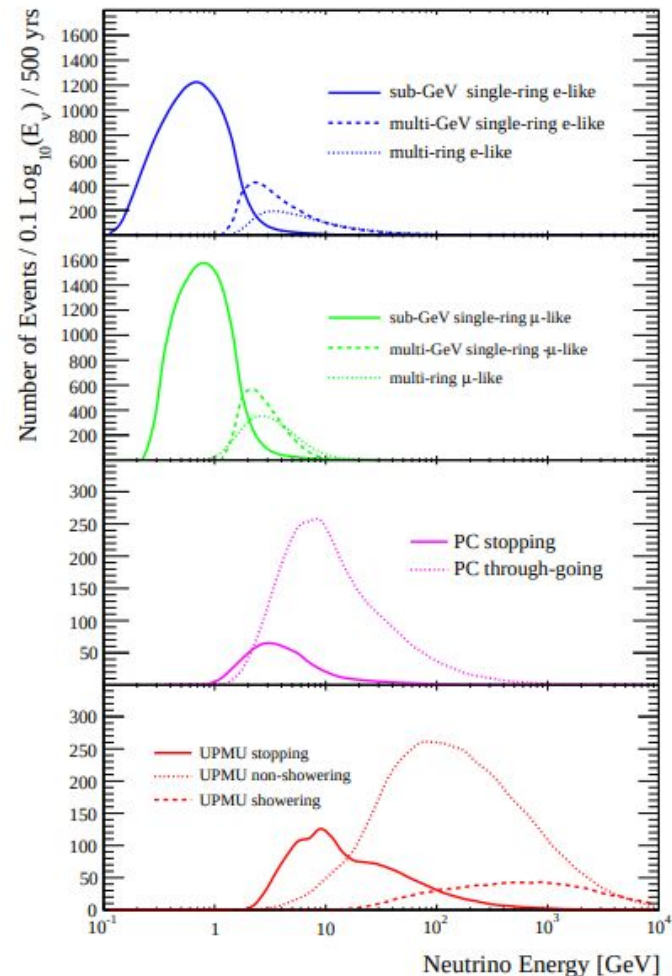 Number of Events / 0.1 Log₁₀(Eᵥ) / 500 yrs
1600
1400
1200
1000
800
600
400
200
sub-GeV single-ring e-like
multi-GeV single-ring e-like
multi-ring e-like
1600
1400
1200
1000
800
600
400
200
sub-GeV single-ring μ-like
multi-GeV single-ring -μ-like
multi-ring μ-like
300
250
200
150
100
50
PC stopping
PC through-going
300
250
200
150
100
50
0
UPMU stopping
UPMU non-showering
UPMU showering
10⁻¹ 1 10 10² 10³ 10⁴
Neutrino Energy [GeV]